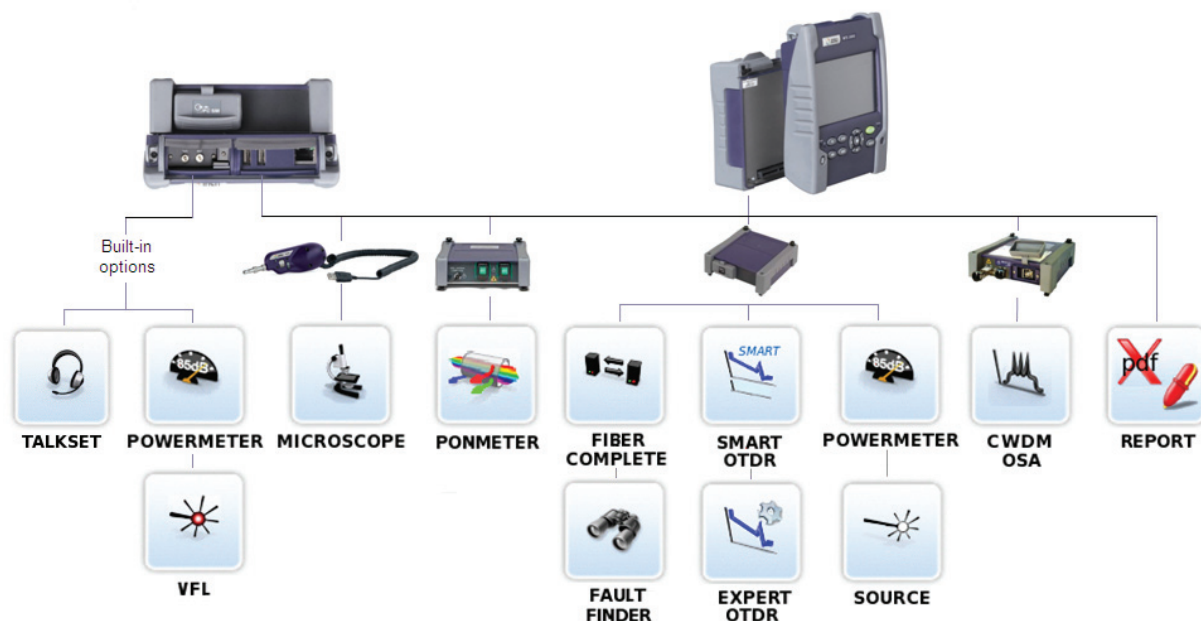 Built-in
options
TALKSET
85dB
POWERMETER
MICROSCOPE
PONMETER
FIBER
COMPLETE
SMART
SMART
OTDR
85dB
POWERMETER
CWDM
OSA
pdf
REPORT
VFL
FAULT
FINDER
EXPERT
OTDR
SOURCE